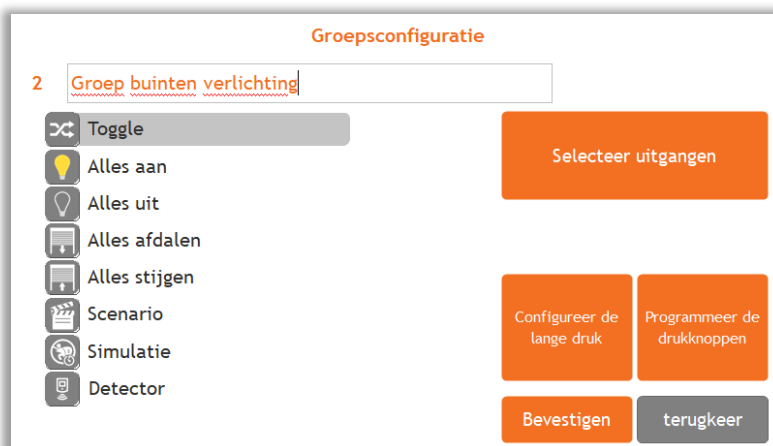 Groepsconfiguratie
2 Groep buinten verlichting
Toggle
Alles aan
Alles uit
Alles afdalen
Alles stijgen
Scenario
Simulatie
Detector
Selecteer uitgangen
Configureer de
lange druk
Programmeer de
drukknoppen
Bevestigen
terugkeer